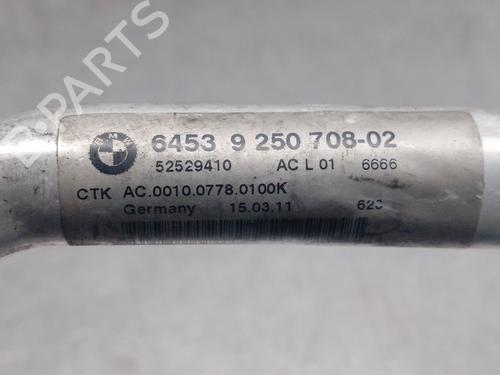 BMW
6453 9 250 708-02
52529410 AC L 01 6666
CTK AC.0010.0778.0100K
Germany 15.03.11
B-PARTS